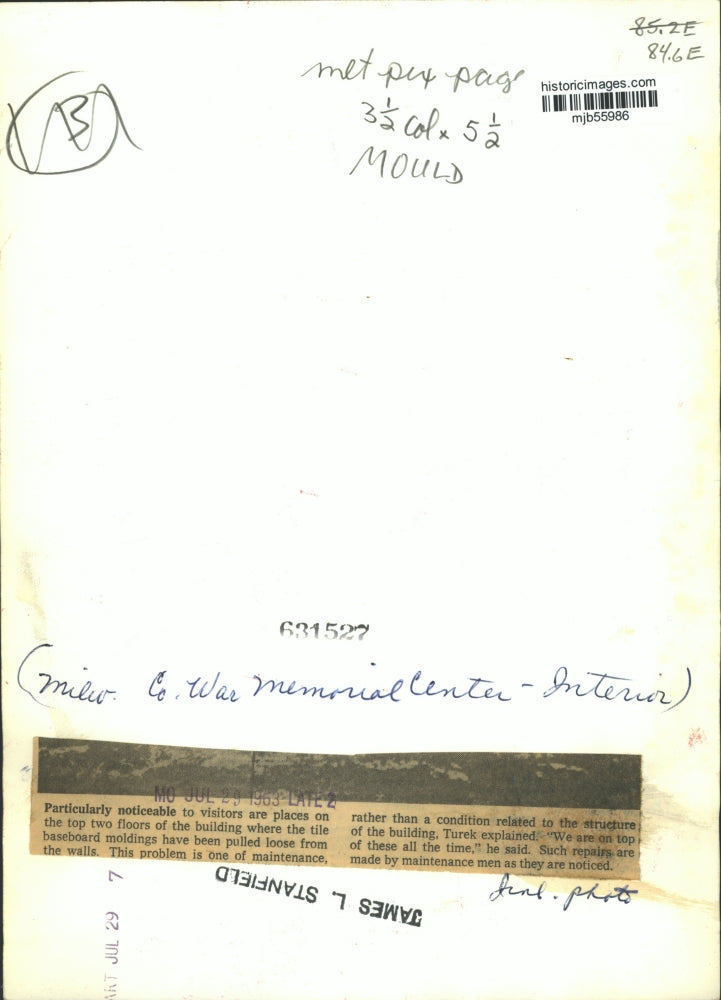 85.2E
84.6E
met pix page
3 1/2 Col x 5 1/2
MOULD
B
historicimages.com
mjb55986
631527
(Milw. Co. War Memorial Center - Interior)
MO JUL 29 1963 LATE 2
Particularly noticeable to visitors are places on
the top two floors of the building where the tile
baseboard moldings have been pulled loose from
the walls. This problem is one of maintenance,
rather than a condition related to the structure
of the building, Turek explained. "We are on top
of these all the time," he said. Such repairs are
made by maintenance men as they are noticed.
JAMES L. STANFIELD
Jrnl. photo
JUL 29 7